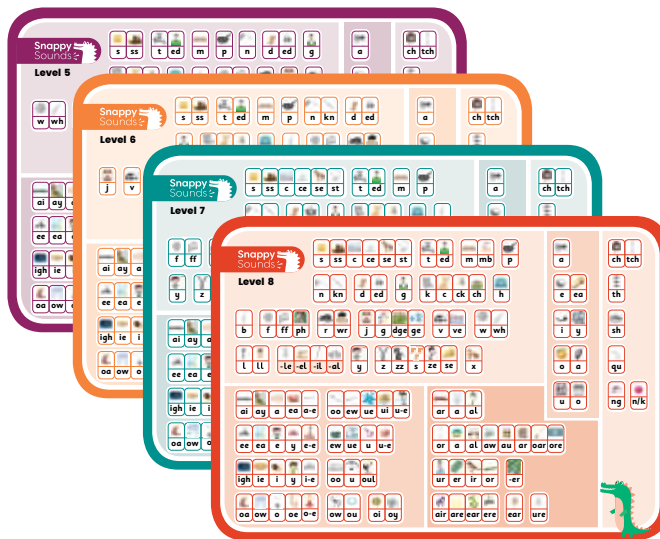 Snappy
Sounds
Level 5
s ss t ed m p n d ed g a ch tch
w wh
ai ay
ee ea
igh ie
oa ow
Snappy
Sounds
Level 6
s ss t ed m p n kn d ed a ch tch
j v
ai ay a
ee ea e
igh ie i
oa ow o
Snappy
Sounds
Level 7
s ss c ce se st t ed m p a ch tch
f ff
y z
ai ay
ee ea e
igh ie i
oa ow o
Snappy
Sounds
Level 8
s ss c ce se st t ed m mb p a ch tch
n kn d ed g k c ck ch h e ea th
b f ff ph r wr j g dge ge v ve w wh i y sh
l ll -le -el -il -al y z zz s ze se x o a qu
u o ng n/k
ai ay a ea a-e oo ew ue ui u-e ar a al
ee ea e y e-e ew ue u u-e or a al aw au ar oar ore
igh ie i y i-e oo u oul ur er ir or -er
oa ow o oe o-e ow ou oi oy air are ear ere ear ure